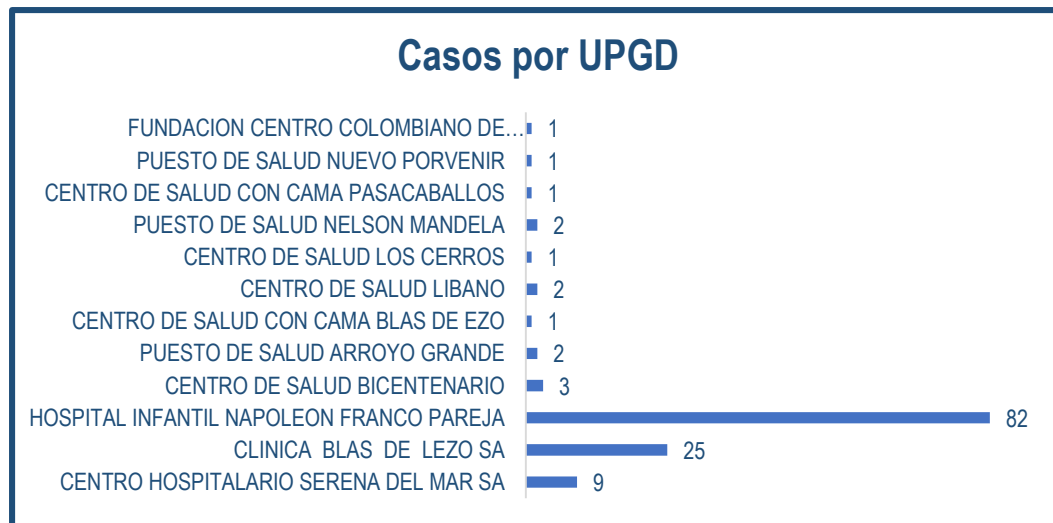 Casos por UPGD
FUNDACION CENTRO COLOMBIANO DE… 1
PUESTO DE SALUD NUEVO PORVENIR 1
CENTRO DE SALUD CON CAMA PASACABALLOS 1
PUESTO DE SALUD NELSON MANDELA 2
CENTRO DE SALUD LOS CERROS 1
CENTRO DE SALUD LIBANO 2
CENTRO DE SALUD CON CAMA BLAS DE EZO 1
PUESTO DE SALUD ARROYO GRANDE 2
CENTRO DE SALUD BICENTENARIO 3
HOSPITAL INFANTIL NAPOLEON FRANCO PAREJA 82
CLINICA BLAS DE LEZO SA 25
CENTRO HOSPITALARIO SERENA DEL MAR SA 9